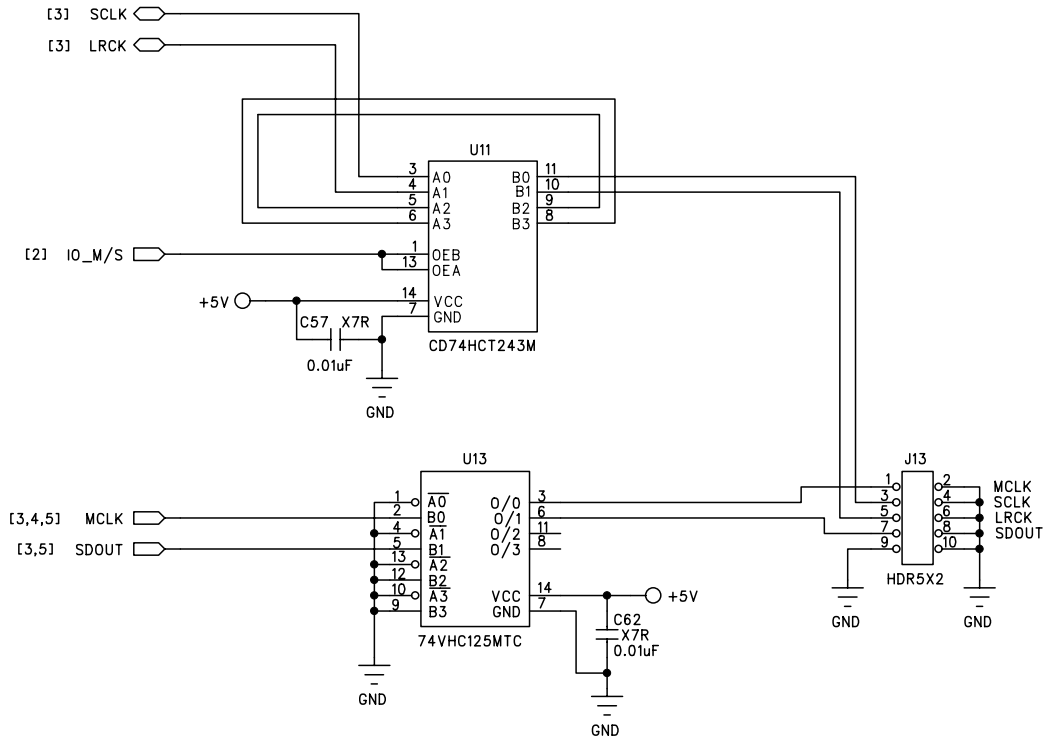 [3] SCLK
[3] LRCK
U11
3 A0 B0 11
4 A1 B1 10
5 A2 B2 9
6 A3 B3 8
[2] IO_M/S
1 OEB
13 OEA
+5V
14 VCC
7 GND
C57 X7R
0.01uF
CD74HCT243M
GND
U13
J13
1 A0 O/0 3
2 B0 O/1 6
4 A1 O/2 11
5 B1 O/3 8
13 A2
12 B2
10 A3 VCC 14
9 B3 GND 7
[3,4,5] MCLK
[3,5] SDOUT
1 2 MCLK
3 4 SCLK
5 6 LRCK
7 8 SDOUT
9 10
HDR5X2
GND
GND
+5V
C62
X7R
0.01uF
74VHC125MTC
GND
GND